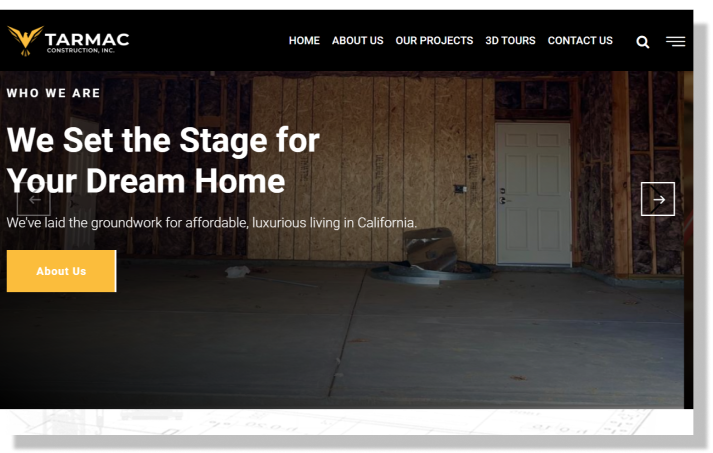 TARMAC
CONSTRUCTION, INC.
HOME ABOUT US OUR PROJECTS 3D TOURS CONTACT US
WHO WE ARE
We Set the Stage for
Your Dream Home
We've laid the groundwork for affordable, luxurious living in California.
About Us